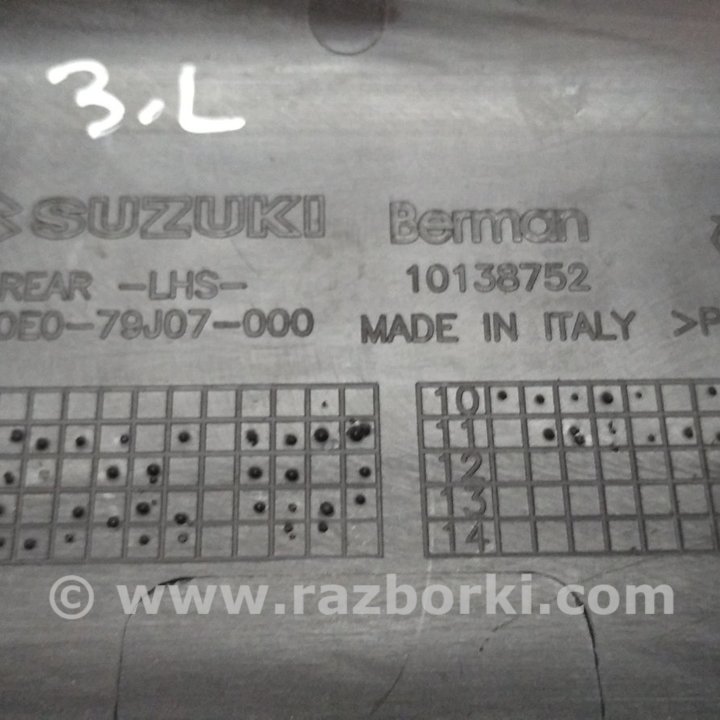 3.L
SUZUKI Berman
REAR -LHS- 10138752
0E0-79J07-000 MADE IN ITALY >P
10
11
12
13
14
© www.razborki.com